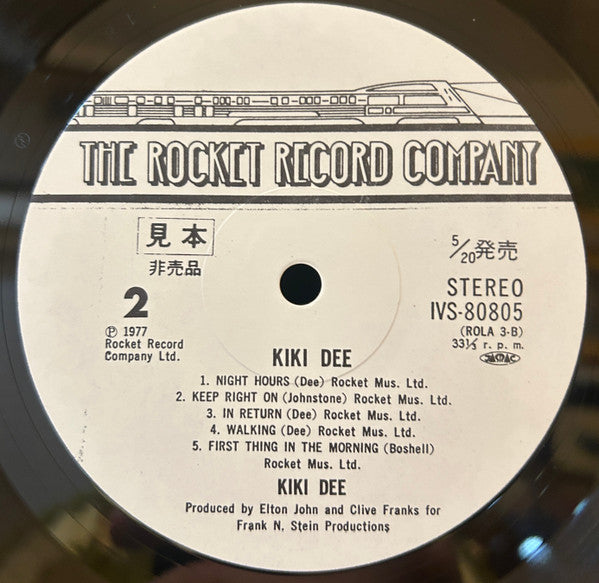 THE ROCKET RECORD COMPANY
見本
非売品
5/20発売
2
STEREO
IVS-80805
(ROLA 3-B)
33⅓ r. p. m.
JASRAC
Ⓟ 1977
Rocket Record
Company Ltd.
KIKI DEE
1. NIGHT HOURS (Dee) Rocket Mus. Ltd.
2. KEEP RIGHT ON (Johnstone) Rocket Mus. Ltd.
3. IN RETURN (Dee) Rocket Mus. Ltd.
4. WALKING (Dee) Rocket Mus. Ltd.
5. FIRST THING IN THE MORNING (Boshell)
Rocket Mus. Ltd.
KIKI DEE
Produced by Elton John and Clive Franks for
Frank N. Stein Productions